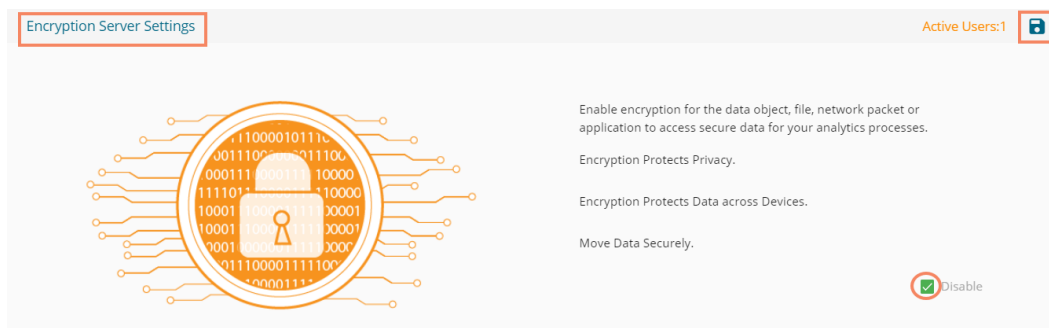 Encryption Server Settings
Active Users:1
Enable encryption for the data object, file, network packet or
application to access secure data for your analytics processes.
Encryption Protects Privacy.
Encryption Protects Data across Devices.
Move Data Securely.
Disable